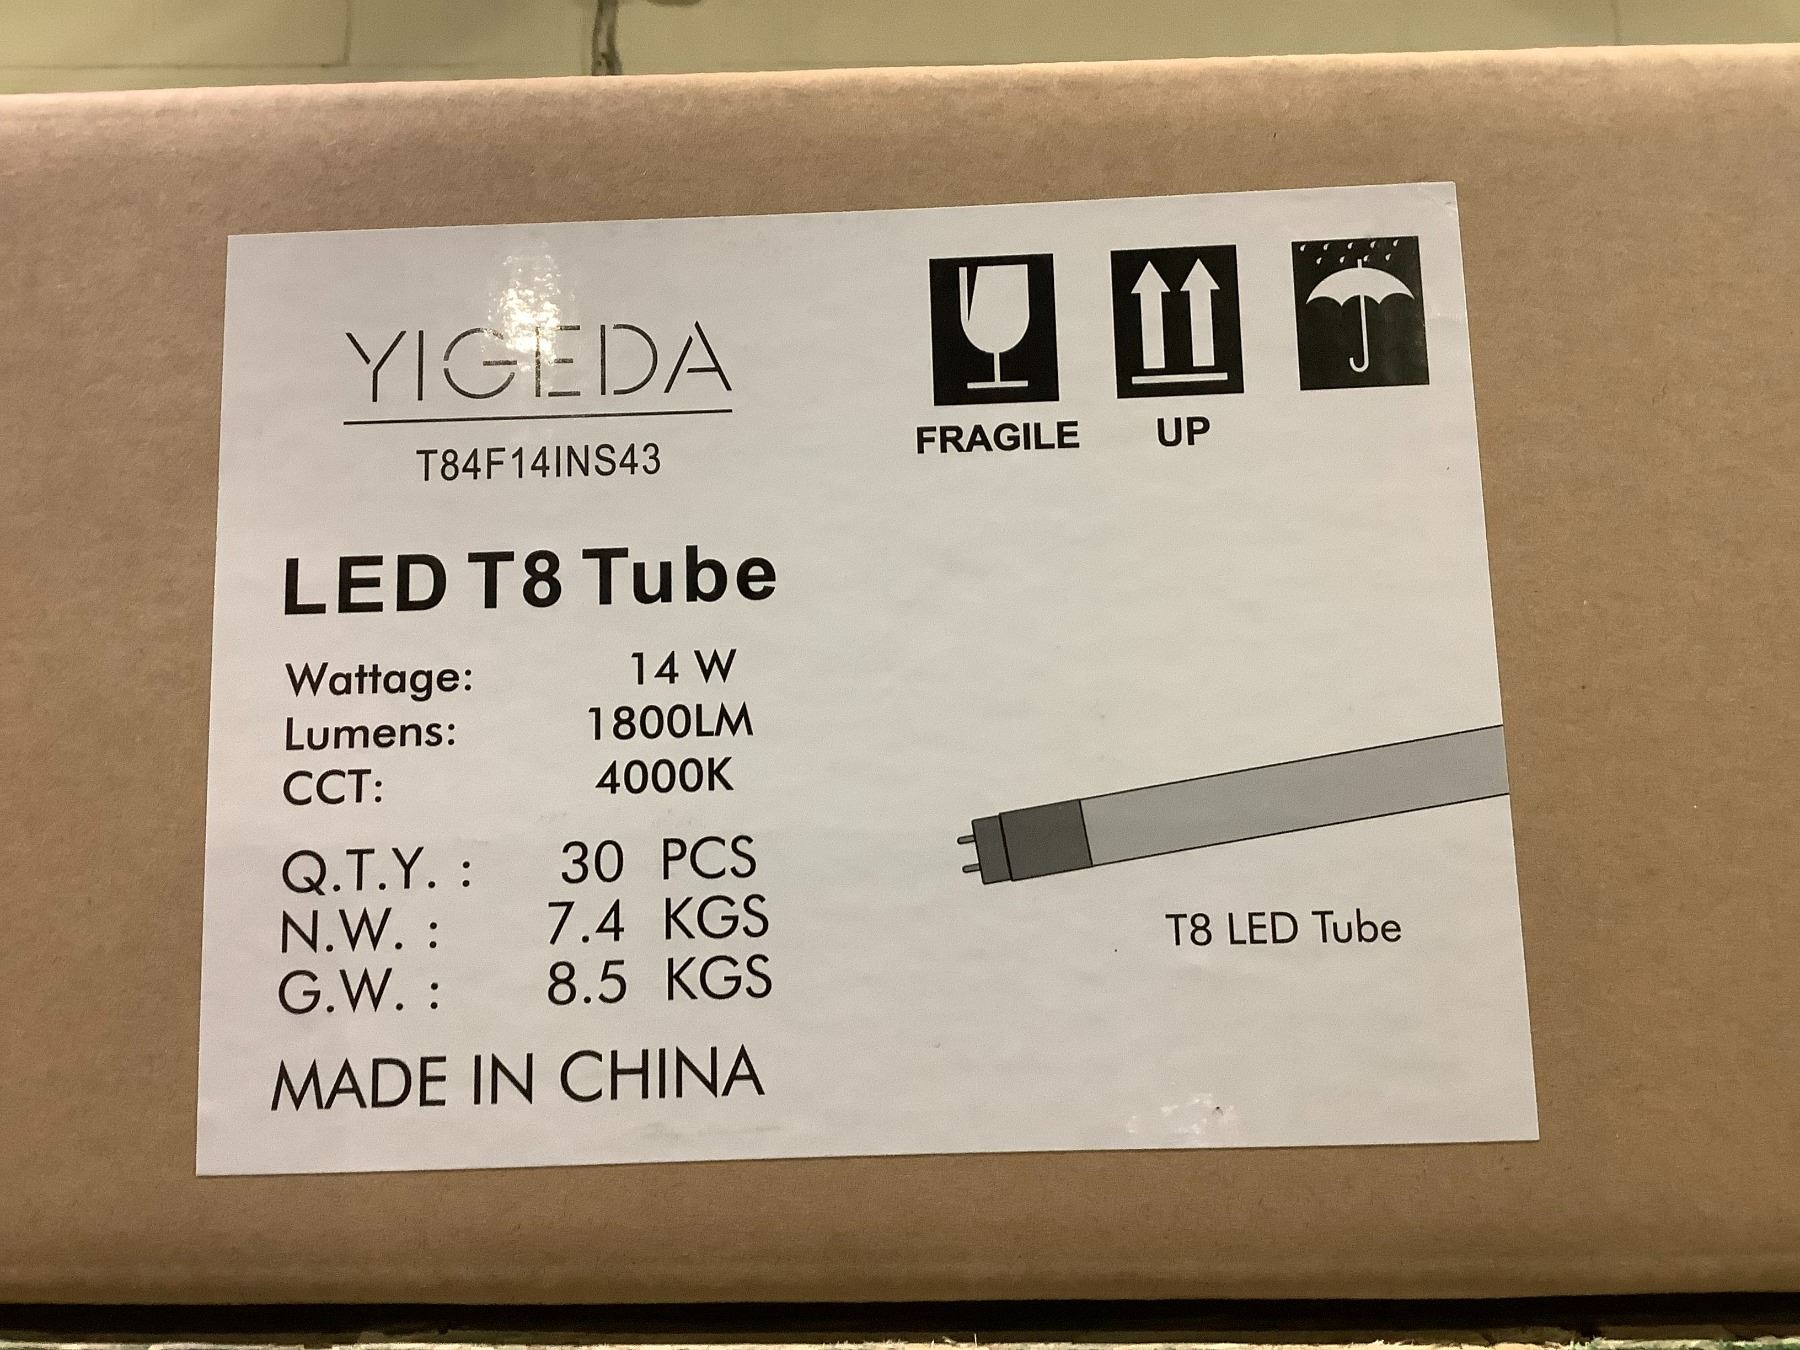 YIGEDA
T84F14INS43
FRAGILE
UP
LED T8 Tube
Wattage: 14 W
Lumens: 1800LM
CCT: 4000K
Q.T.Y. : 30 PCS
N.W. : 7.4 KGS
G.W. : 8.5 KGS
MADE IN CHINA
T8 LED Tube